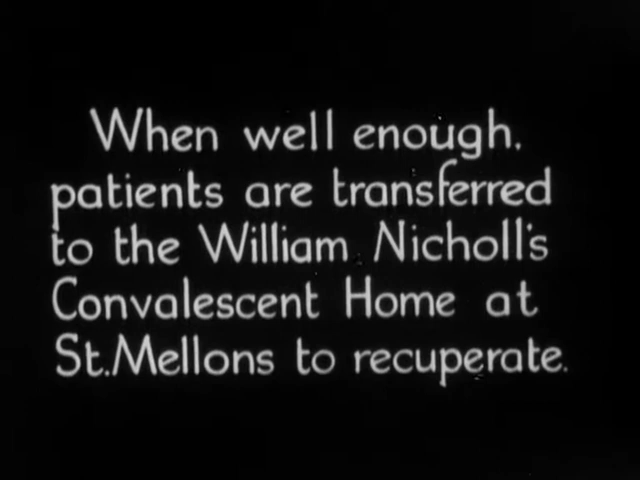 When well enough,
patients are transferred
to the William Nicholl's
Convalescent Home at
St.Mellons to recuperate.